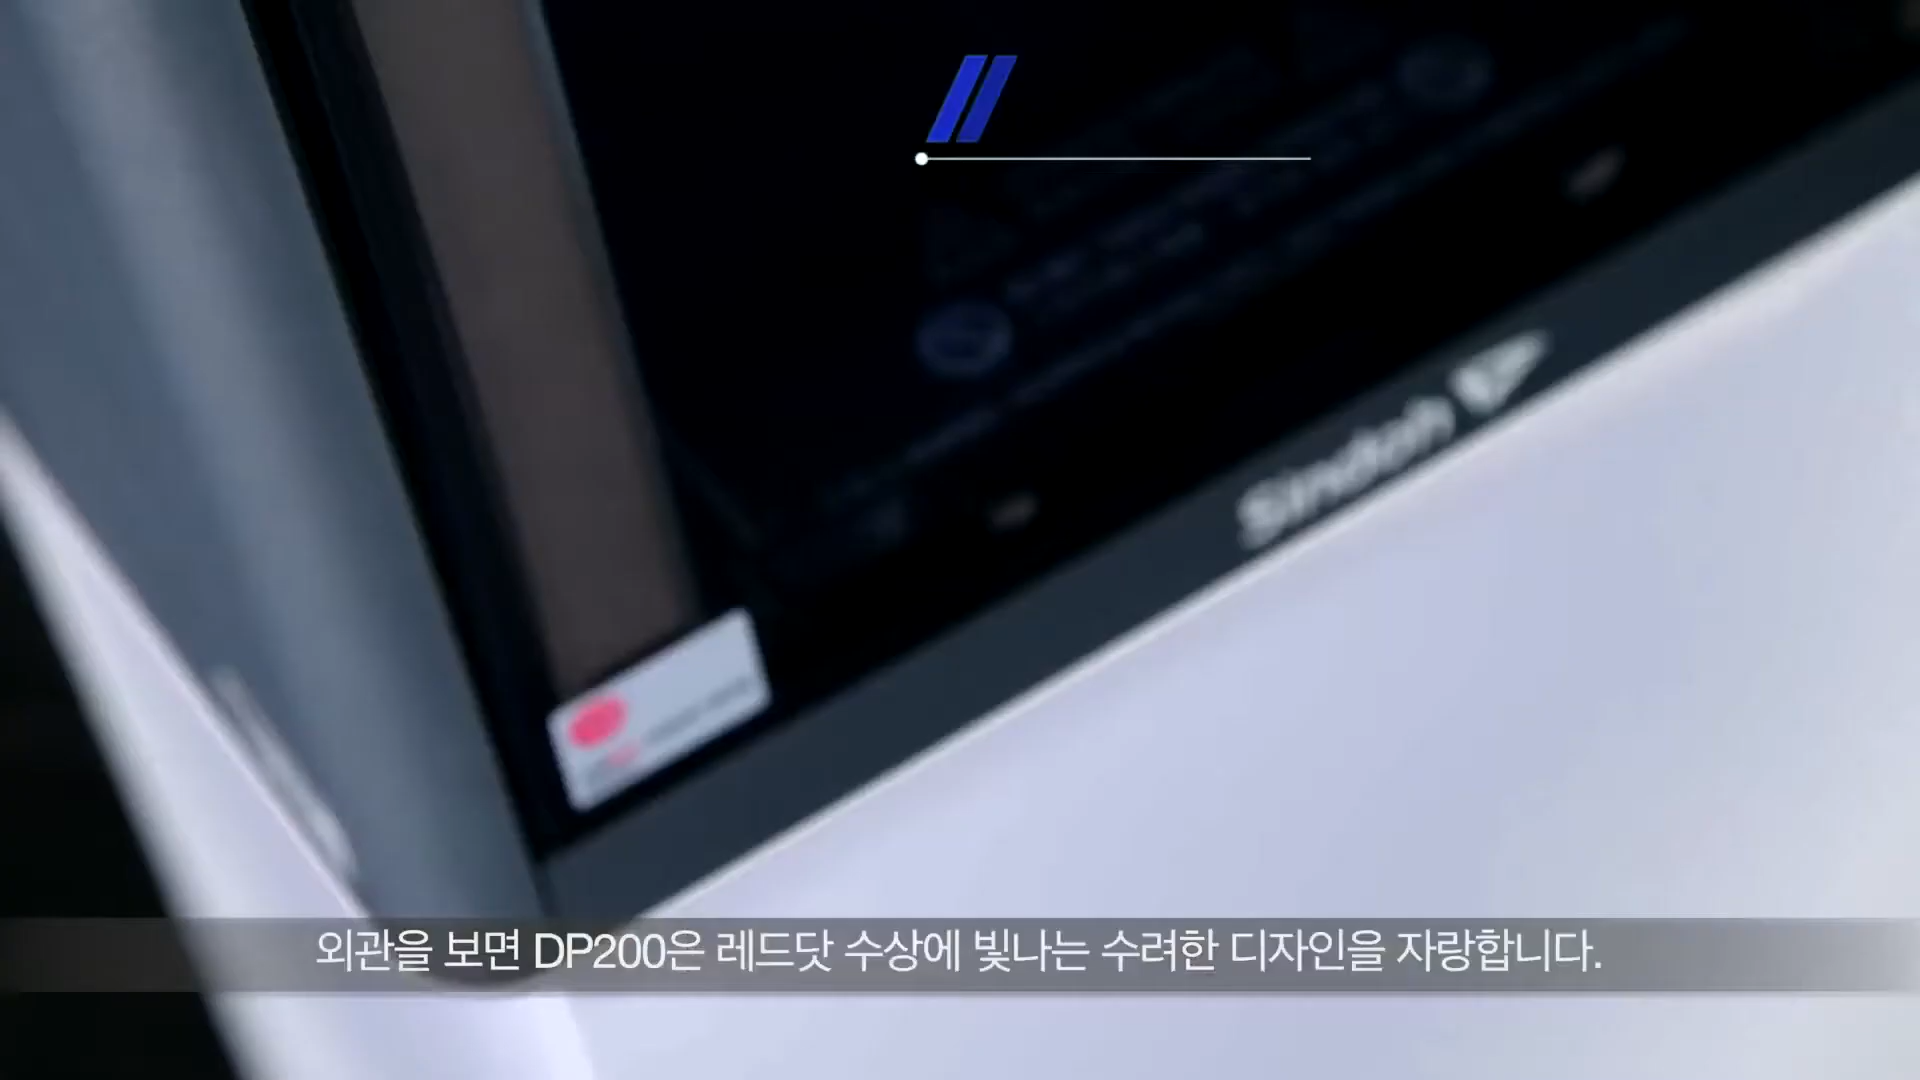 Sindoh
외관을 보면 DP200은 레드닷 수상에 빛나는 수려한 디자인을 자랑합니다.